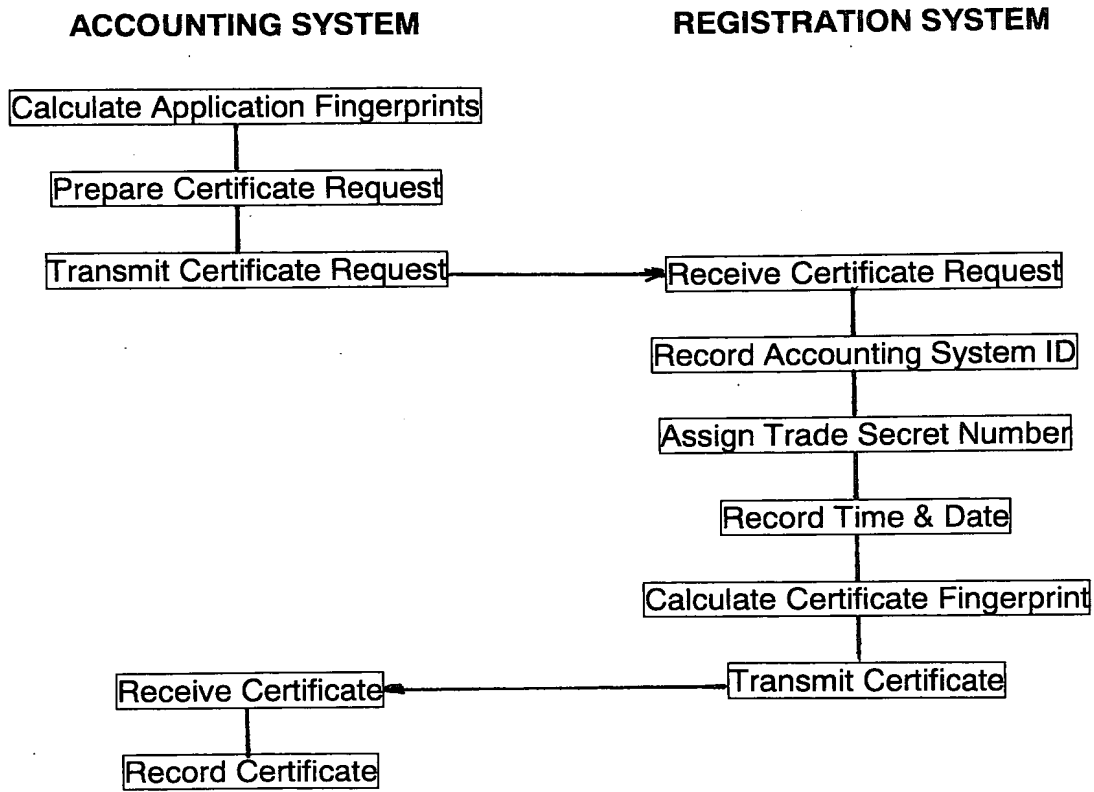 ACCOUNTING SYSTEM
REGISTRATION SYSTEM
Calculate Application Fingerprints
Prepare Certificate Request
Transmit Certificate Request
Receive Certificate Request
Record Accounting System ID
Assign Trade Secret Number
Record Time & Date
Calculate Certificate Fingerprint
Transmit Certificate
Receive Certificate
Record Certificate